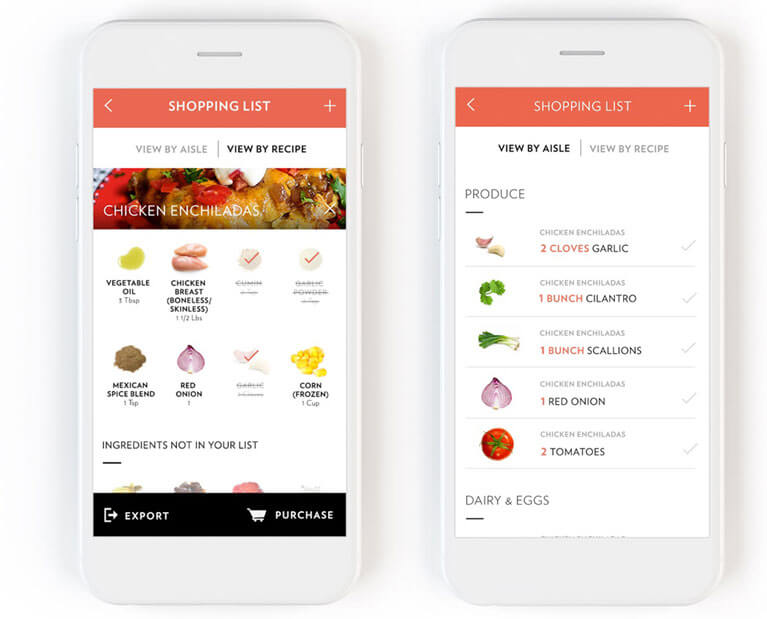 SHOPPING LIST
VIEW BY AISLE
VIEW BY RECIPE
CHICKEN ENCHILADAS
VEGETABLE
OIL
3 Tbsp
CHICKEN
BREAST
(BONELESS/
SKINLESS)
1 1/2 Lbs
CUMIN
GARLIC
POWDER
MEXICAN
SPICE BLEND
1 Tsp
RED
ONION
1
GARLIC
2 Cloves
CORN
(FROZEN)
1 Cup
INGREDIENTS NOT IN YOUR LIST
EXPORT
PURCHASE
SHOPPING LIST
VIEW BY AISLE
VIEW BY RECIPE
PRODUCE
CHICKEN ENCHILADAS
2 CLOVES GARLIC
CHICKEN ENCHILADAS
1 BUNCH CILANTRO
CHICKEN ENCHILADAS
1 BUNCH SCALLIONS
CHICKEN ENCHILADAS
1 RED ONION
CHICKEN ENCHILADAS
2 TOMATOES
DAIRY & EGGS